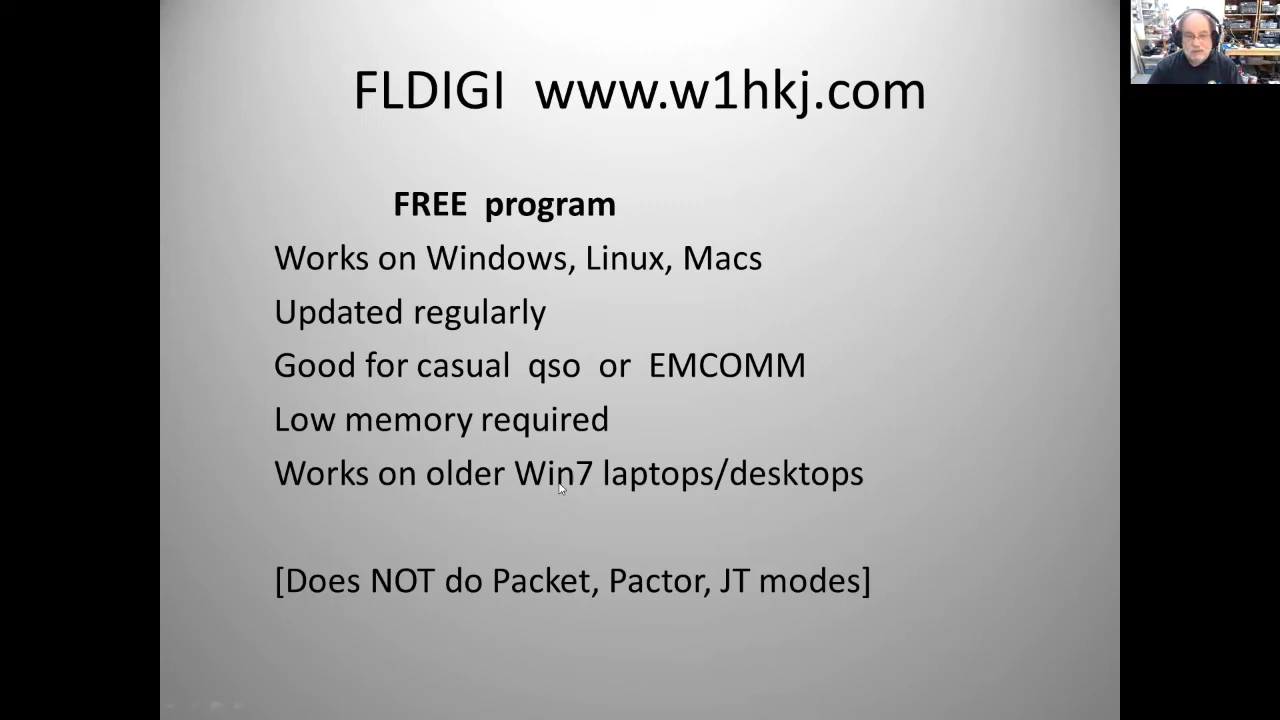 FLDIGI www.w1hkj.com
FREE program
Works on Windows, Linux, Macs
Updated regularly
Good for casual qso or EMCOMM
Low memory required
Works on older Win7 laptops/desktops
[Does NOT do Packet, Pactor, JT modes]